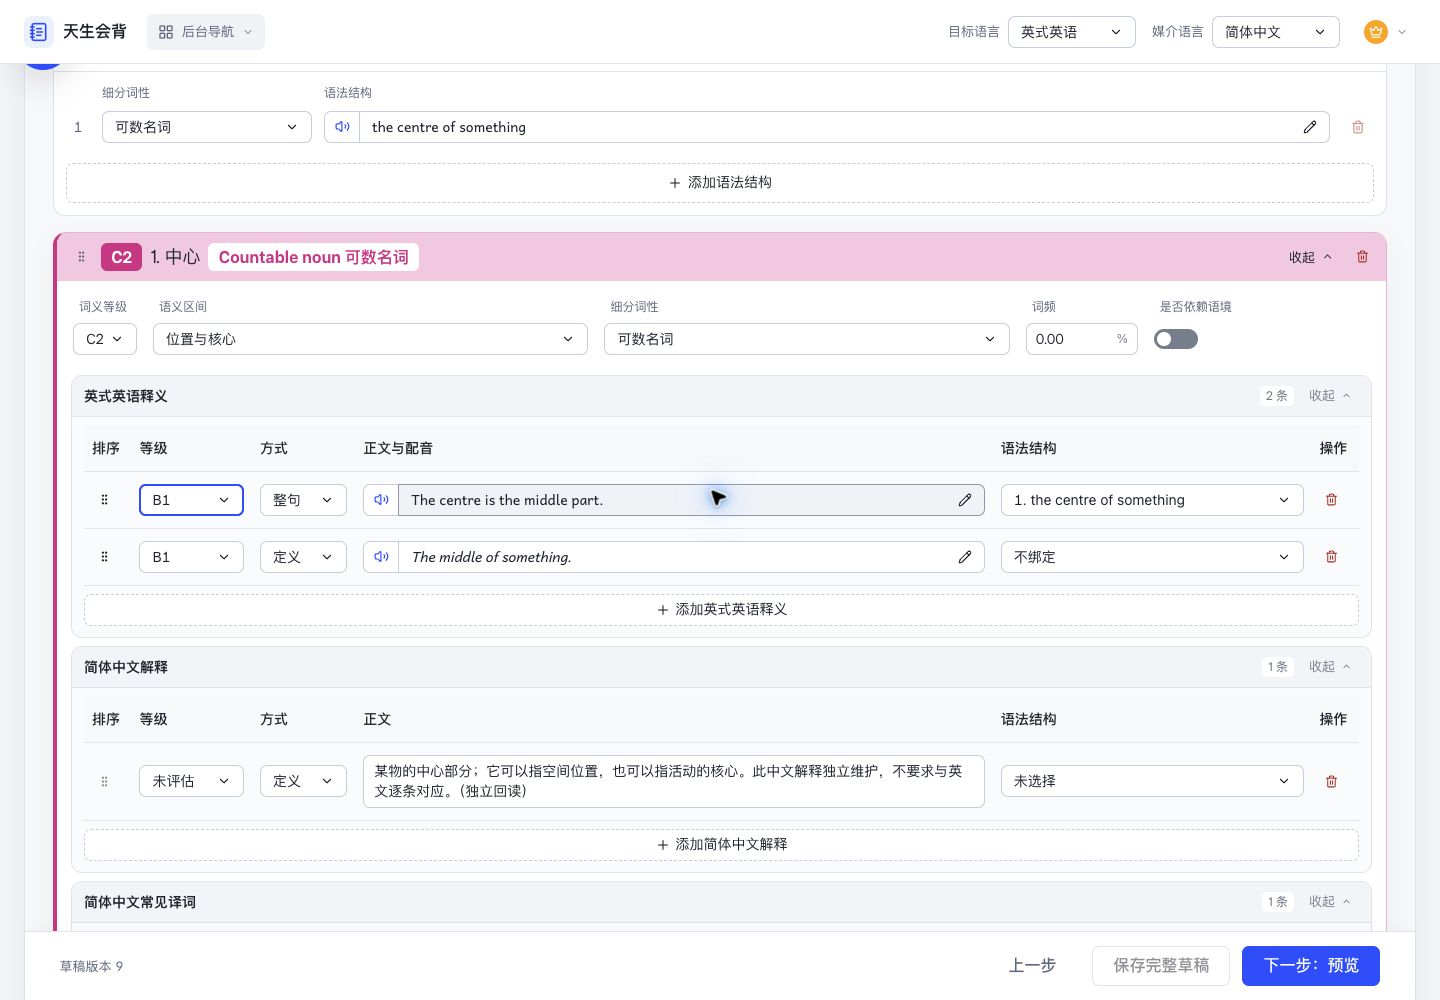 天生会背
后台导航
目标语言 英式英语 媒介语言 简体中文
细分词性 语法结构
1 可数名词 the centre of something
添加语法结构
C2 1. 中心 Countable noun 可数名词 收起
词义等级 语义区间 细分词性 词频 是否依赖语境
C2 位置与核心 可数名词 0.00 %
英式英语释义 2 条 收起
排序 等级 方式 正文与配音 语法结构 操作
B1 整句 The centre is the middle part. 1. the centre of something
B1 定义 The middle of something. 不绑定
添加英式英语释义
简体中文解释 1 条 收起
排序 等级 方式 正文 语法结构 操作
未评估 定义 某物的中心部分；它可以指空间位置，也可以指活动的核心。此中文解释独立维护，不要求与英
文逐条对应。（独立回读） 未选择
添加简体中文解释
简体中文常见译词 1 条 收起
草稿版本 9 上一步 保存完整草稿 下一步：预览